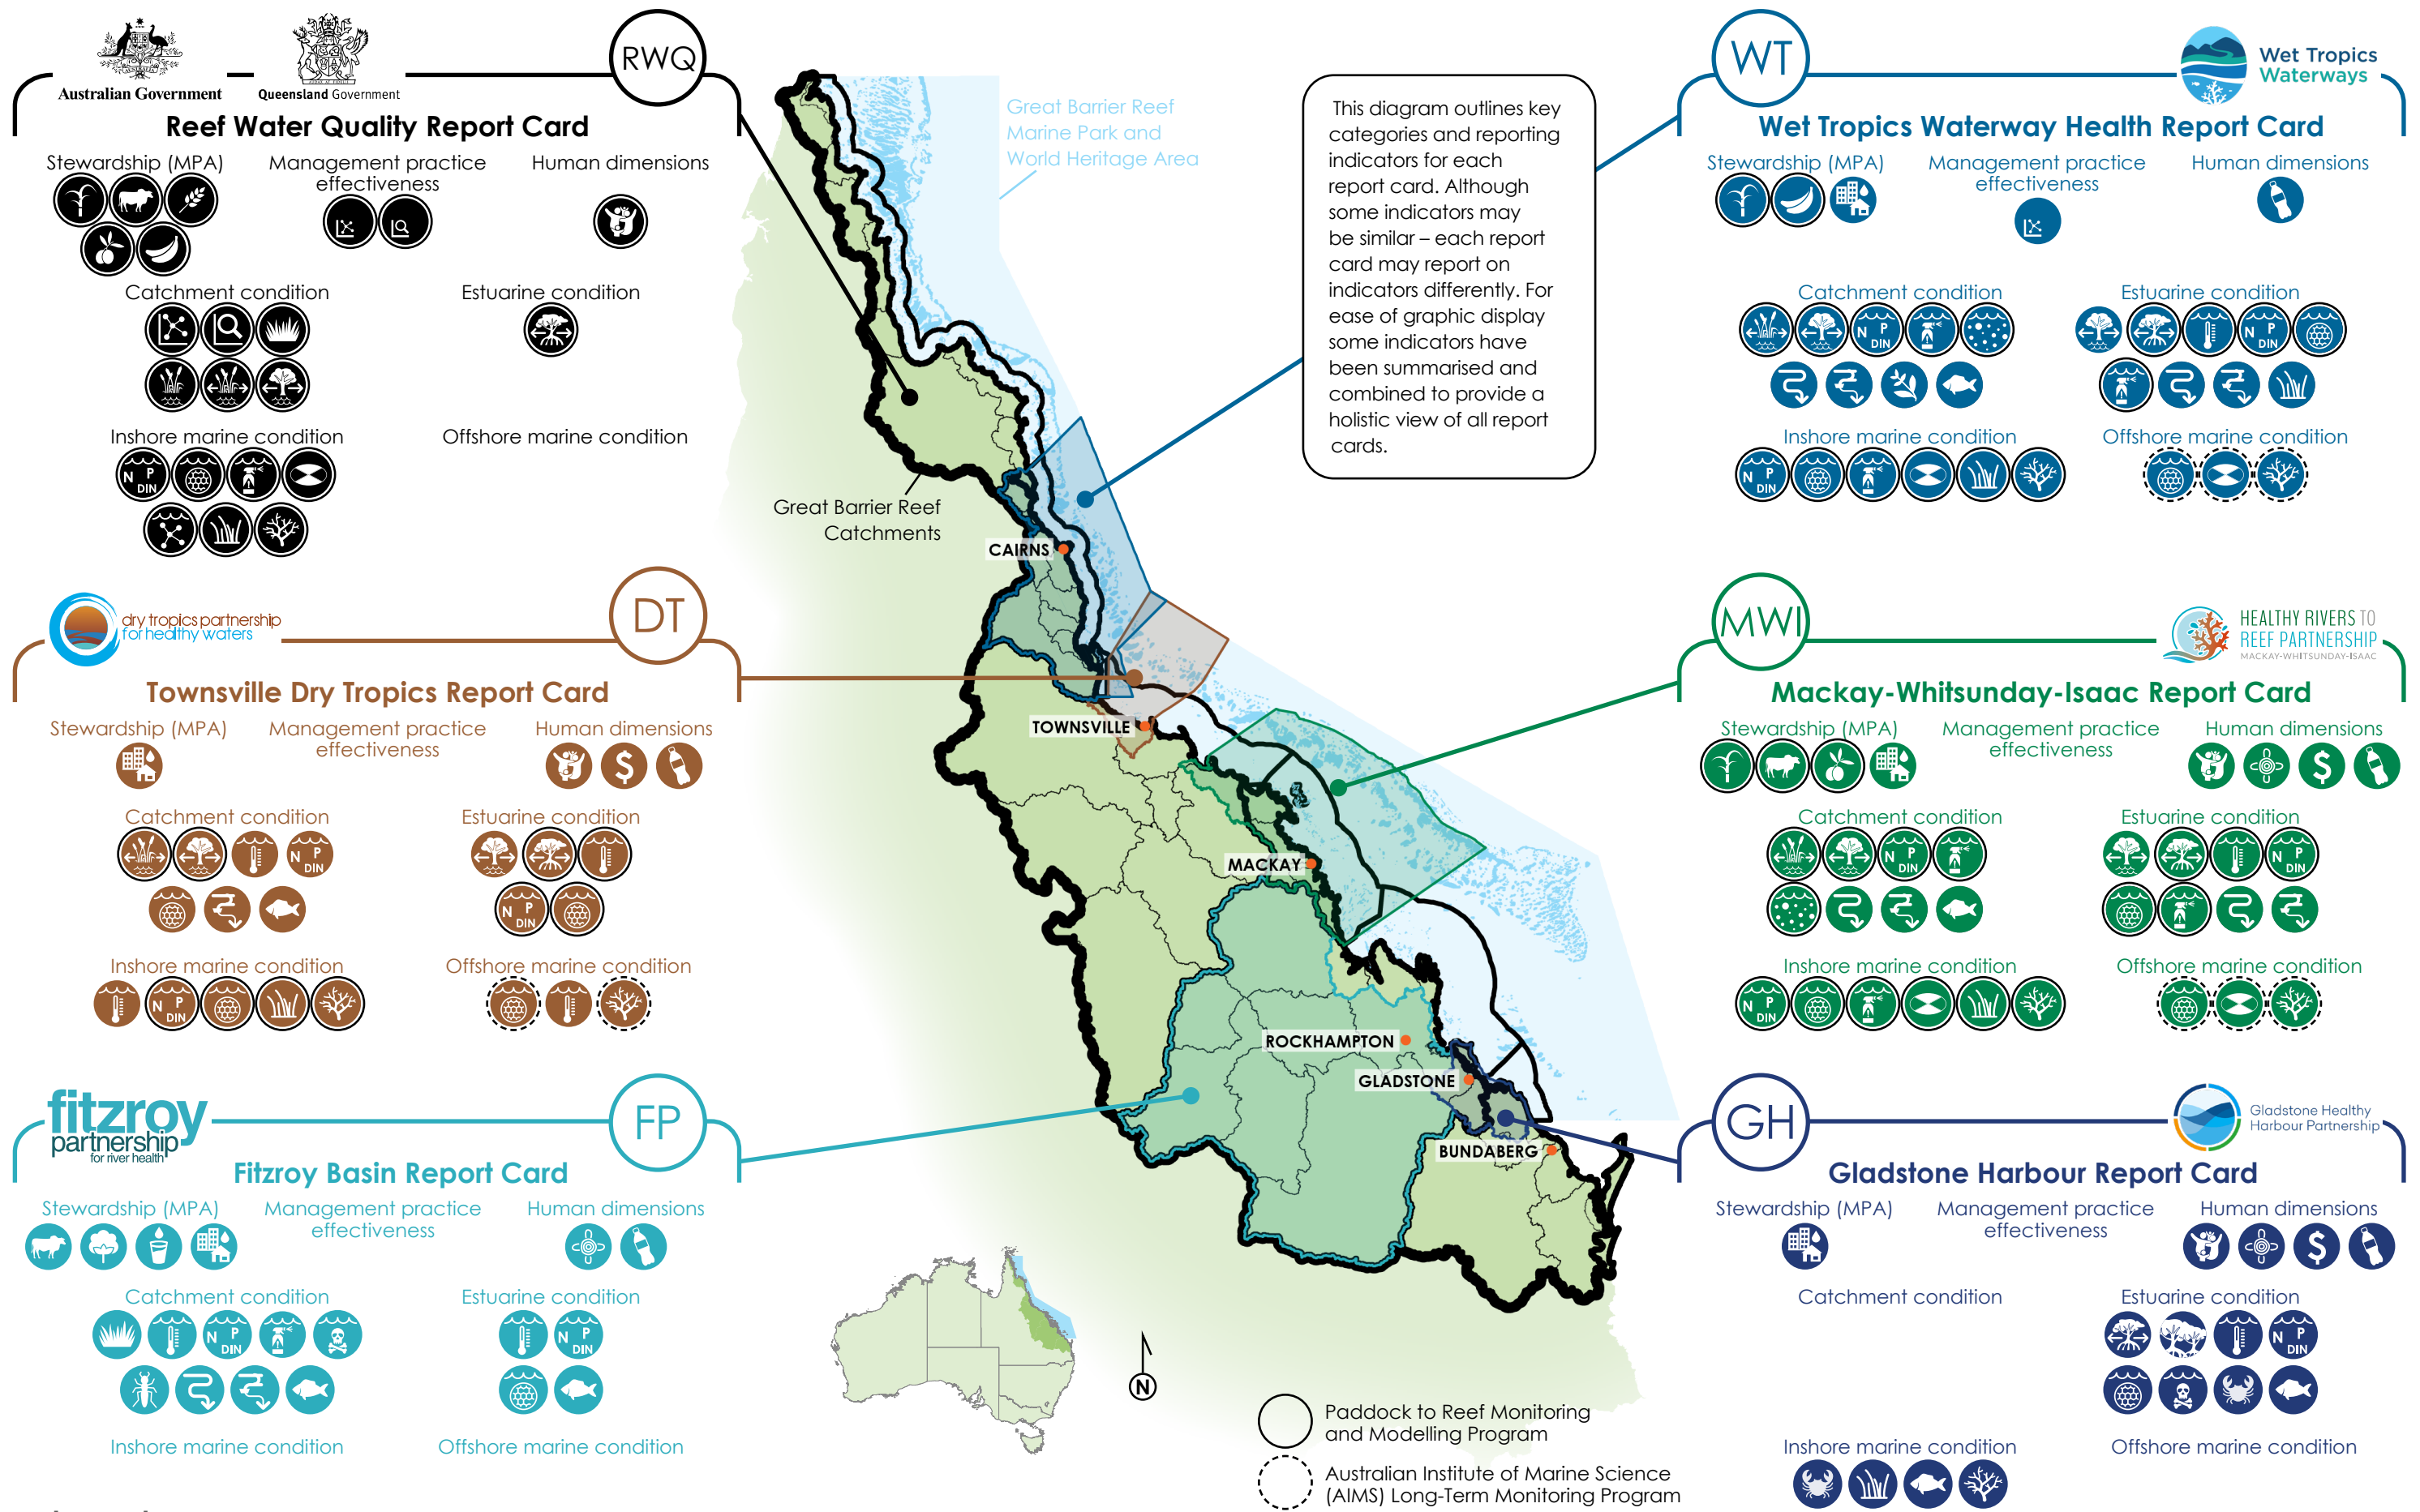 Australian Government
Queensland Government
RWQ
Reef Water Quality Report Card
Stewardship (MPA)
Management practice
effectiveness
Human dimensions
Catchment condition
Estuarine condition
N P
DIN
Inshore marine condition
Offshore marine condition
Great Barrier Reef
Marine Park and
World Heritage Area
This diagram outlines key
categories and reporting
indicators for each
report card. Although
some indicators may
be similar – each report
card may report on
indicators differently. For
ease of graphic display
some indicators have
been summarised and
combined to provide a
holistic view of all report
cards.
WT
Wet Tropics
Waterways
Wet Tropics Waterway Health Report Card
Stewardship (MPA)
Management practice
effectiveness
Human dimensions
Catchment condition
N P
DIN
Estuarine condition
N P
DIN
Inshore marine condition
N P
DIN
Offshore marine condition
Great Barrier Reef
Catchments
CAIRNS
TOWNSVILLE
MACKAY
ROCKHAMPTON
GLADSTONE
BUNDABERG
dry tropics partnership
for healthy waters
DT
Townsville Dry Tropics Report Card
Stewardship (MPA)
Management practice
effectiveness
Human dimensions
Catchment condition
N P
DIN
Estuarine condition
N P
DIN
Inshore marine condition
N P
DIN
Offshore marine condition
MWI
HEALTHY RIVERS TO
REEF PARTNERSHIP
MACKAY-WHITSUNDAY-ISAAC
Mackay-Whitsunday-Isaac Report Card
Stewardship (MPA)
Management practice
effectiveness
Human dimensions
Catchment condition
N P
DIN
Estuarine condition
N P
DIN
Inshore marine condition
N P
DIN
Offshore marine condition
fitzroy
partnership
for river health
FP
Fitzroy Basin Report Card
Stewardship (MPA)
Management practice
effectiveness
Human dimensions
$
Catchment condition
N P
DIN
Estuarine condition
N P
DIN
Inshore marine condition
Offshore marine condition
GH
Gladstone Healthy
Harbour Partnership
Gladstone Harbour Report Card
Stewardship (MPA)
Management practice
effectiveness
Human dimensions
$
Catchment condition
Estuarine condition
N P
DIN
Inshore marine condition
Offshore marine condition
N
Paddock to Reef Monitoring
and Modelling Program
Australian Institute of Marine Science
(AIMS) Long-Term Monitoring Program